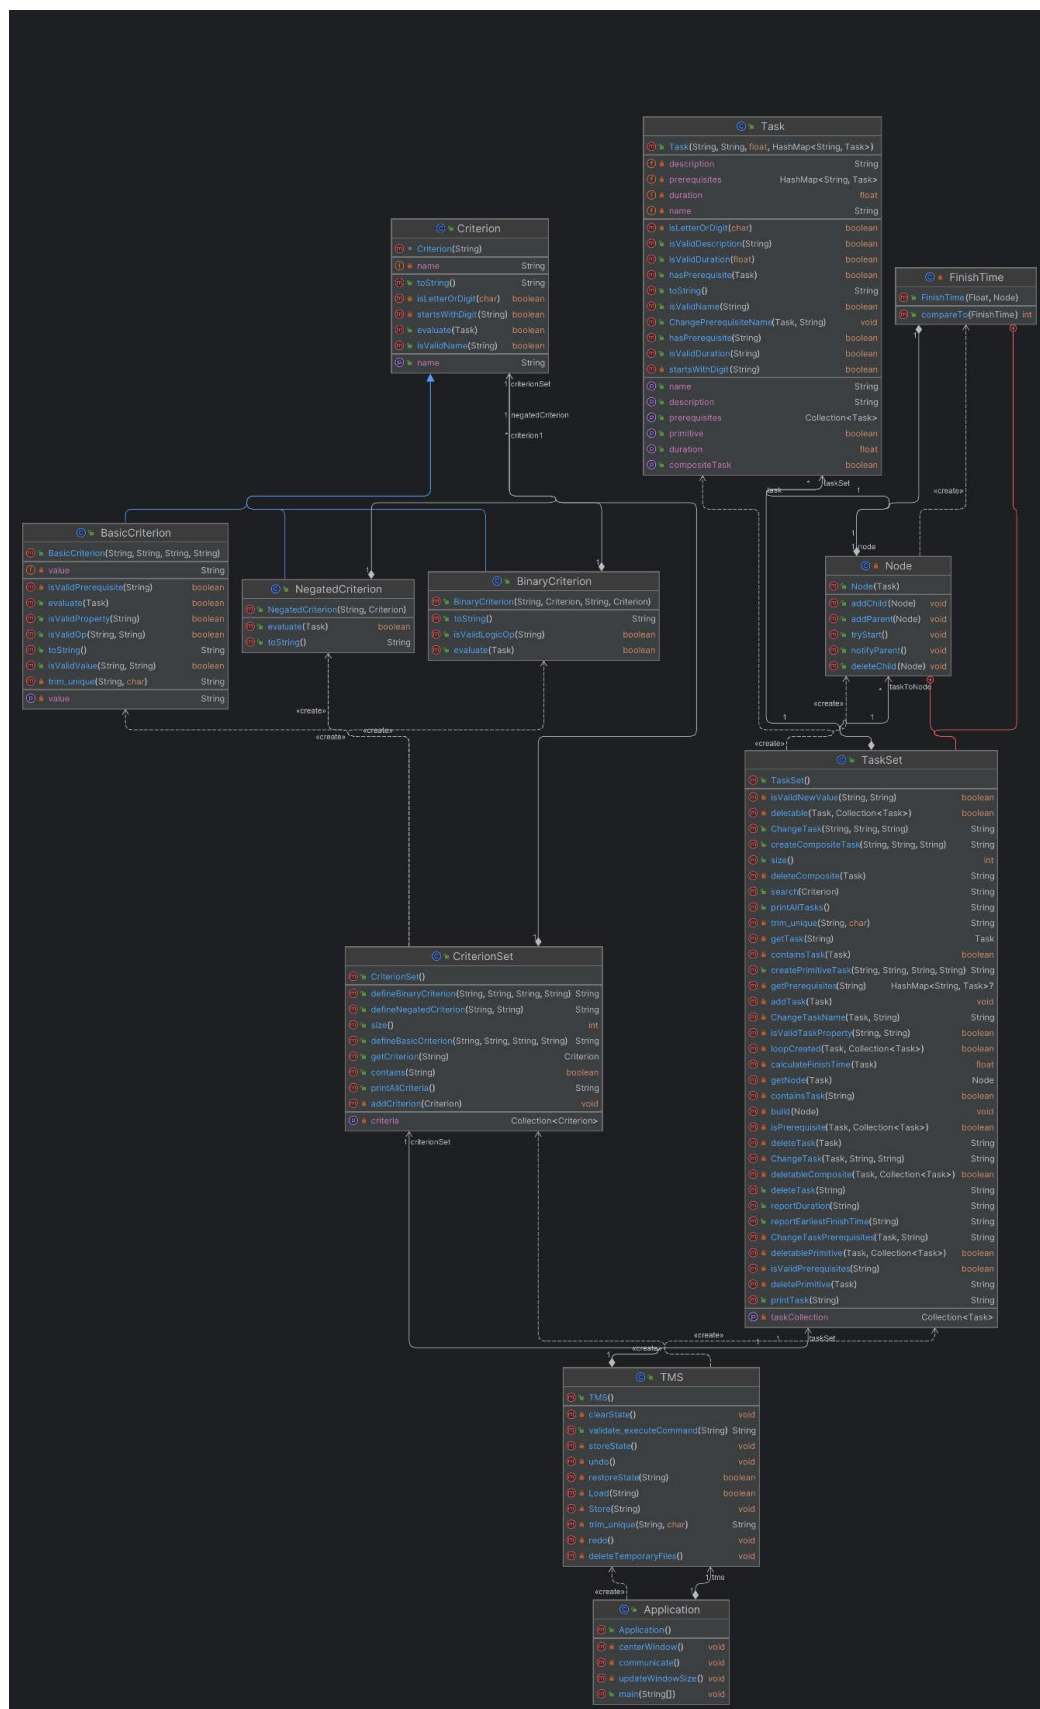 Task
Task(String, String, float, HashMap<String, Task>)
description String
prerequisites HashMap<String, Task>
duration float
name String
isLetterOrDigit(char) boolean
isValidDescription(String) boolean
isValidDuration(float) boolean
hasPrerequisite(Task) boolean
toString() String
isValidName(String) boolean
ChangePrerequisiteName(Task, String) void
hasPrerequisite(String) boolean
isValidDuration(String) boolean
startsWithDigit(String) boolean
name String
description String
prerequisites Collection<Task>
primitive boolean
duration float
compositeTask boolean
Criterion
Criterion(String)
name String
toString() String
isLetterOrDigit(char) boolean
startsWithDigit(String) boolean
evaluate(Task) boolean
isValidName(String) boolean
name String
FinishTime
FinishTime(Float, Node)
compareTo(FinishTime) int
1
1 criterionSet
1 negatedCriterion
* criterion1
* taskSet
task
1
«create»
1
1 node
BasicCriterion
BasicCriterion(String, String, String, String)
value String
isValidPrerequisite(String) boolean
evaluate(Task) boolean
isValidProperty(String) boolean
isValidOp(String, String) boolean
toString() String
isValidValue(String, String) boolean
trim_unique(String, char) boolean
value String
1
NegatedCriterion
NegatedCriterion(String, Criterion)
evaluate(Task) boolean
toString() String
1
BinaryCriterion
BinaryCriterion(String, Criterion, String, Criterion)
toString() String
isValidLogicOp(String) boolean
evaluate(Task) boolean
Node
Node(Task)
addChild(Node) void
addParent(Node) void
tryStart() void
notifyParent() void
deleteChild(Node) void
* taskToNode
«create»
1
1
«create»
«create»
«create»
«create»
TaskSet
TaskSet()
isValidNewValue(String, String) boolean
deletable(Task, Collection<Task>) boolean
ChangeTask(String, String, String) String
createCompositeTask(String, String, String) String
size() int
deleteComposite(Task) String
search(Criterion) String
printAllTasks() String
trim_unique(String, char) String
getTask(String) Task
containsTask(Task) boolean
createPrimitiveTask(String, String, String, String) String
getPrerequisites(String) HashMap<String, Task>?
addTask(Task) void
ChangeTaskName(Task, String) String
isValidTaskProperty(String, String) boolean
loopCreated(Task, Collection<Task>) boolean
calculateFinishTime(Task) float
getNode(Task) Node
containsTask(String) boolean
build(Node) void
isPrerequisite(Task, Collection<Task>) boolean
deleteTask(Task) String
ChangeTask(Task, String, String) String
deletableComposite(Task, Collection<Task>) boolean
deleteTask(String) String
reportDuration(String) String
reportEarliestFinishTime(String) String
ChangeTaskPrerequisites(Task, String) String
deletablePrimitive(Task, Collection<Task>) boolean
isValidPrerequisites(String) boolean
deletePrimitive(Task) String
printTask(String) String
taskCollection Collection<Task>
1
CriterionSet
CriterionSet()
defineBinaryCriterion(String, String, String, String) String
defineNegatedCriterion(String, String) String
size() int
defineBasicCriterion(String, String, String, String) String
getCriterion(String) Criterion
contains(String) boolean
printAllCriteria() String
addCriterion(Criterion) void
criteria Collection<Criterion>
1 criterionSet
«create»
1
1
taskSet
«create»
1
TMS
TMS()
clearState() void
validate_executeCommand(String) String
storeState() void
undo() void
restoreState(String) boolean
Load(String) boolean
Store(String) void
trim_unique(String, char) String
redo() void
deleteTemporaryFiles() void
1 tms
«create»
1
Application
Application()
centerWindow() void
communicate() void
updateWindowSize() void
main(String[]) void